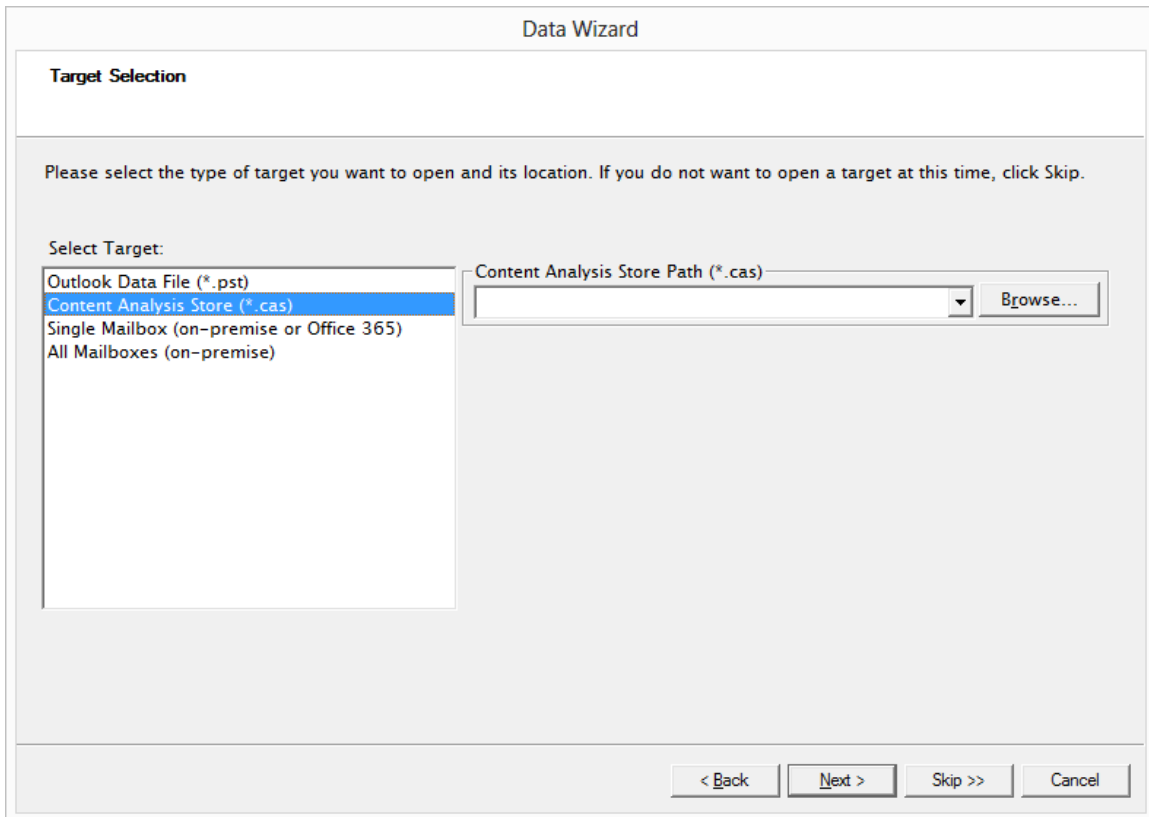 Data Wizard
Target Selection
Please select the type of target you want to open and its location. If you do not want to open a target at this time, click Skip.
Select Target:
Outlook Data File (*.pst)
Content Analysis Store (*.cas)
Single Mailbox (on-premise or Office 365)
All Mailboxes (on-premise)
Content Analysis Store Path (*.cas)
Browse...
< Back
Next >
Skip >>
Cancel